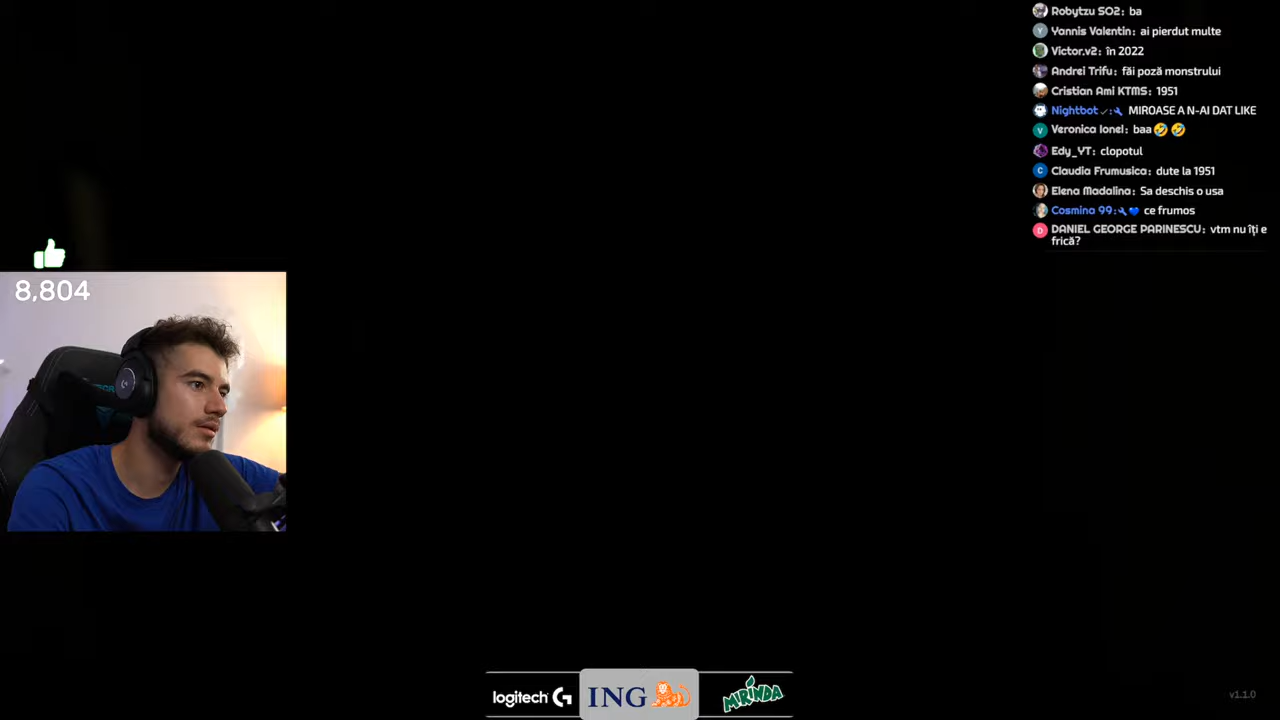 Robytzu SO2: ba
Yannis Valentin: ai pierdut multe
Victor.v2: în 2022
Andrei Trifu: făi poză monstrului
Cristian Ami KTMS: 1951
Nightbot: MIROASE A N-AI DAT LIKE
Veronica Ionel: baa🤣 🤣
Edy_YT: clopotul
Claudia Frumusica: dute la 1951
Elena Madalina: Sa deschis o usa
Cosmina 99: 💙 ce frumos
DANIEL GEORGE PARINESCU: vtm nu îți e
frică?
8,804
logitech G
ING
MIRINDA
v1.1.0